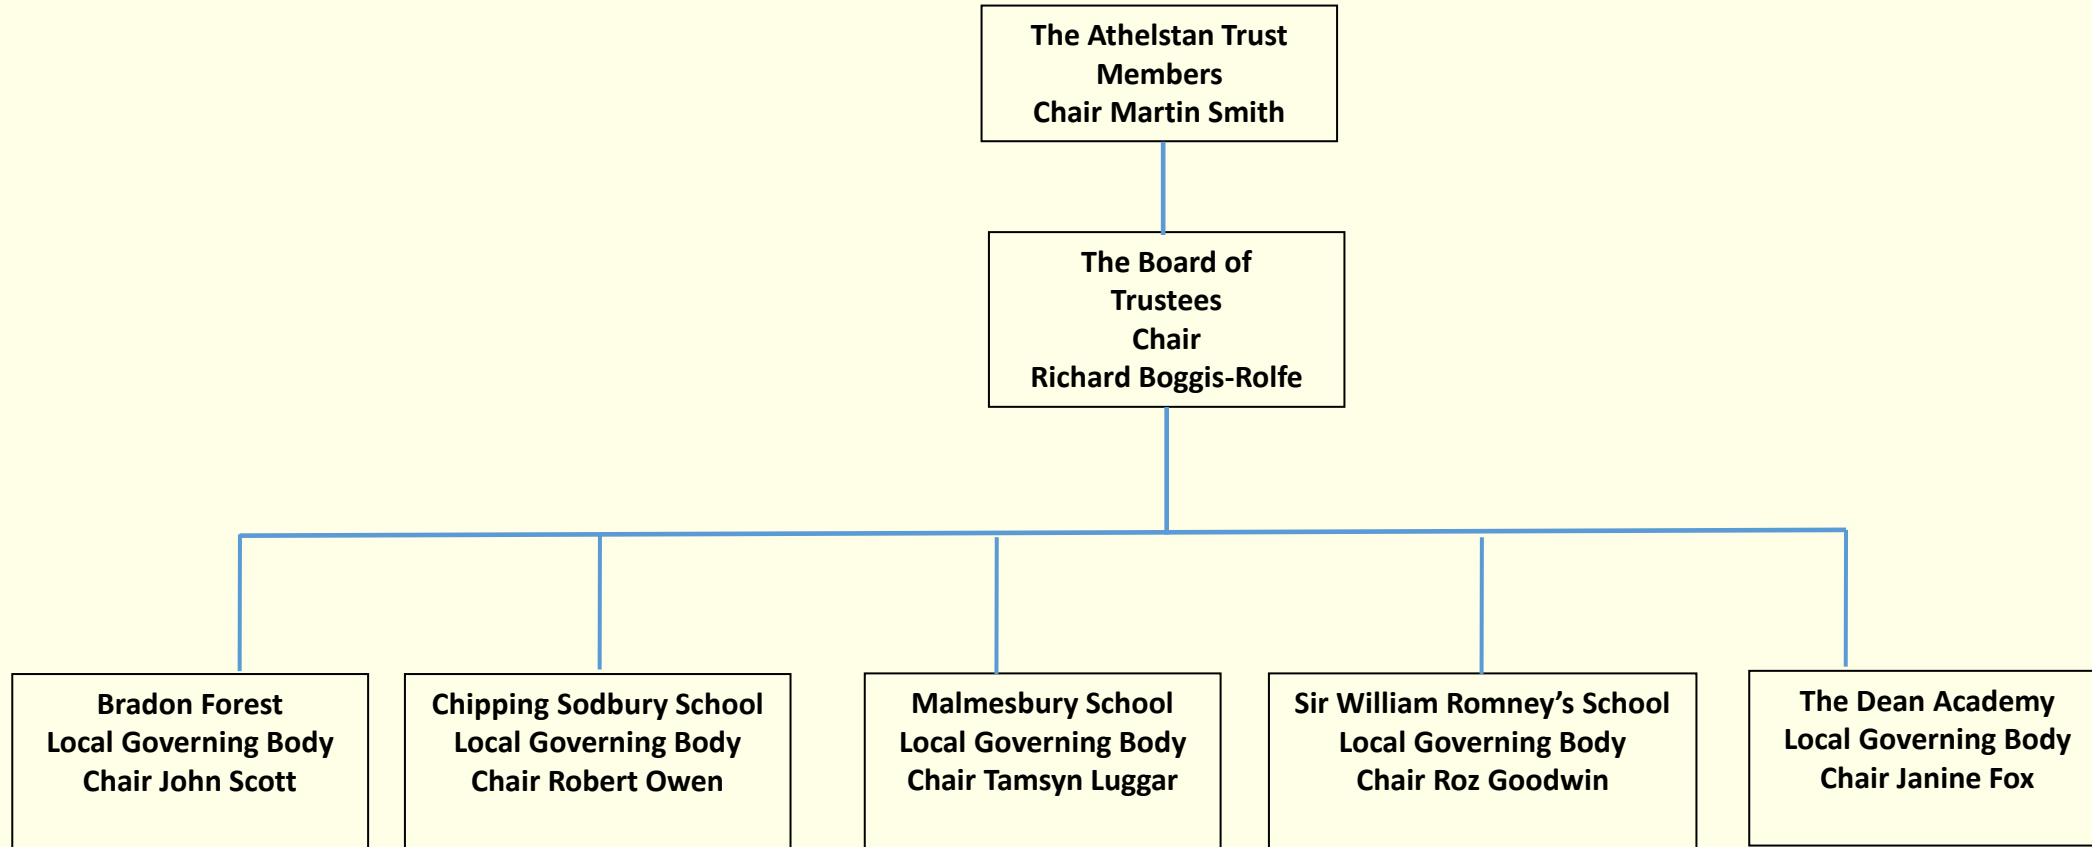 The Athelstan Trust
Members
Chair Martin Smith
The Board of
Trustees
Chair
Richard Boggis-Rolfe
Bradon Forest
Local Governing Body
Chair John Scott
Chipping Sodbury School
Local Governing Body
Chair Robert Owen
Malmesbury School
Local Governing Body
Chair Tamsyn Luggar
Sir William Romney’s School
Local Governing Body
Chair Roz Goodwin
The Dean Academy
Local Governing Body
Chair Janine Fox